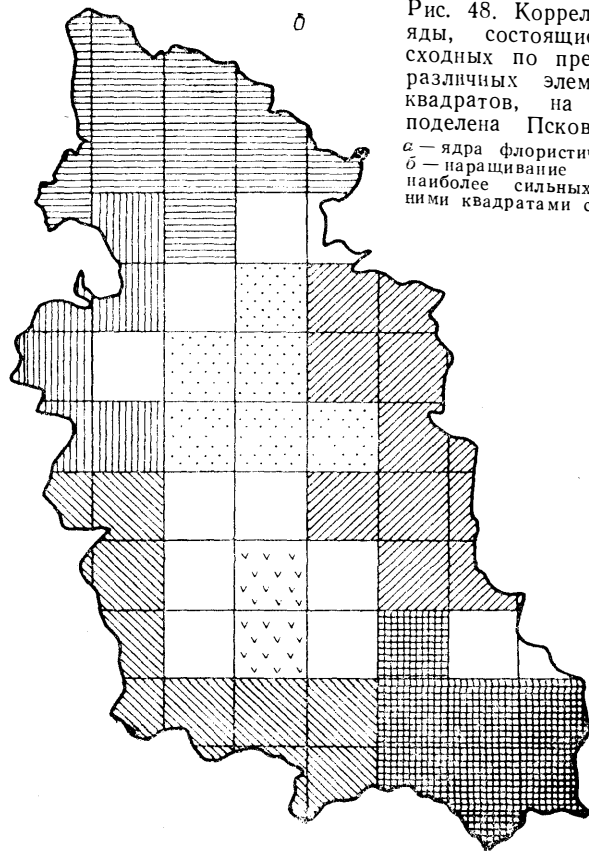 б
Рис. 48. Коррел
яды, состоящие
сходных по пре
различных элем
квадратов, на
поделена Псков
а — ядра флористич
б — наращивание
наиболее сильных
ними квадратами с